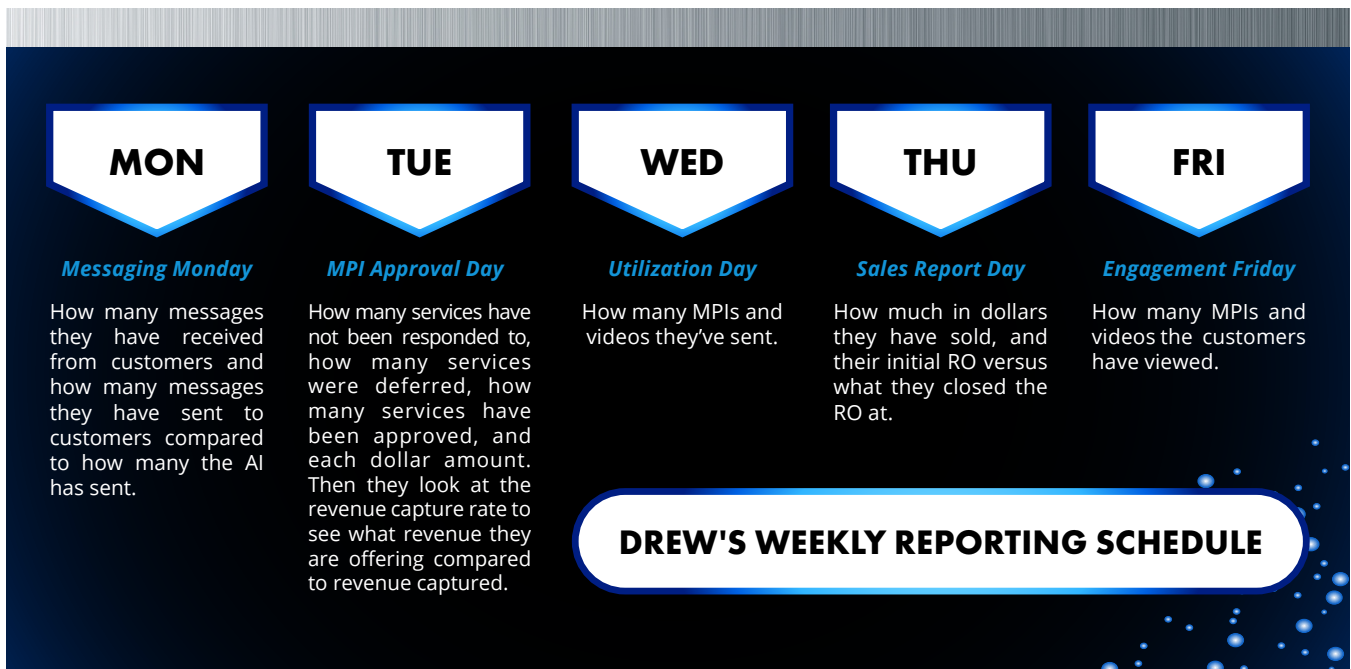 MON
Messaging Monday
How many messages
they have received
from customers and
how many messages
they have sent to
customers compared
to how many the AI
has sent.
TUE
MPI Approval Day
How many services have
not been responded to,
how many services
were deferred, how
many services have
been approved, and
each dollar amount.
Then they look at the
revenue capture rate to
see what revenue they
are offering compared
to revenue captured.
WED
Utilization Day
How many MPIs and
videos they’ve sent.
THU
Sales Report Day
How much in dollars
they have sold, and
their initial RO versus
what they closed the
RO at.
FRI
Engagement Friday
How many MPIs and
videos the customers
have viewed.
DREW'S WEEKLY REPORTING SCHEDULE